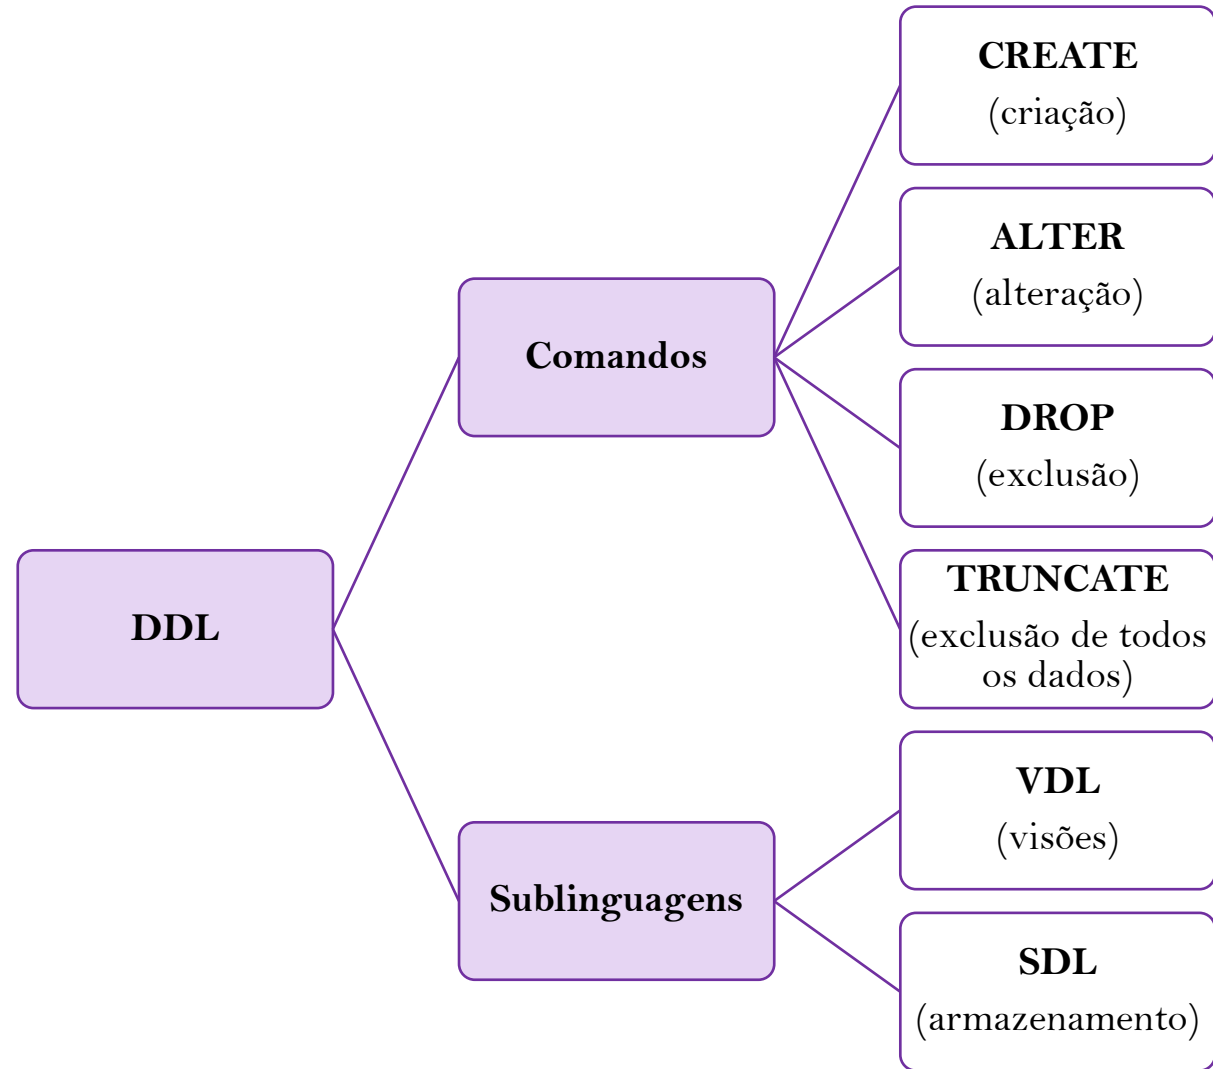 DDL
Comandos
CREATE
(criação)
ALTER
(alteração)
DROP
(exclusão)
TRUNCATE
(exclusão de todos
os dados)
Sublinguagens
VDL
(visões)
SDL
(armazenamento)